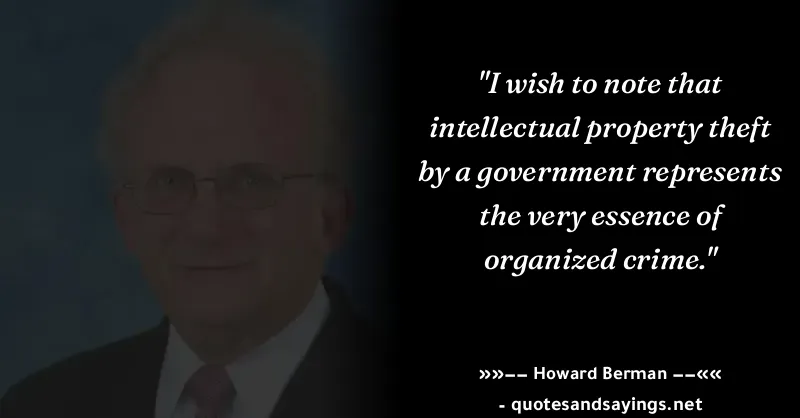 "I wish to note that
intellectual property theft
by a government represents
the very essence of
organized crime."
»»–– Howard Berman ––««
- quotesandsayings.net